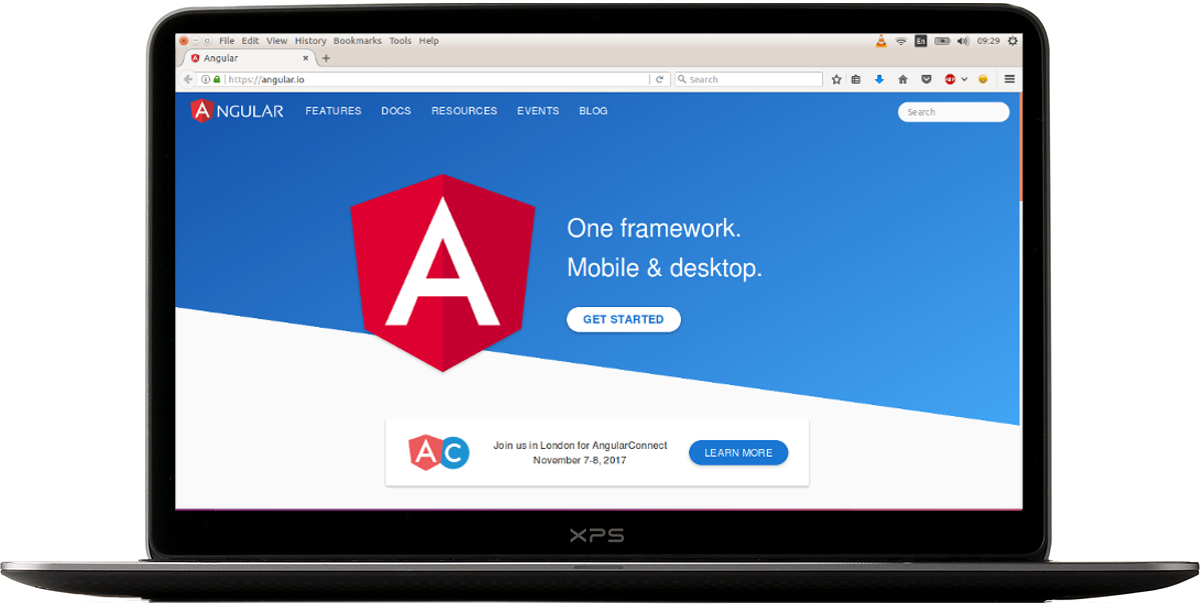 File Edit View History Bookmarks Tools Help
En
09:29
Angular
https://angular.io
Search
ABP
ANGULAR
FEATURES
DOCS
RESOURCES
EVENTS
BLOG
Search
A
One framework.
Mobile & desktop.
GET STARTED
AC
Join us in London for AngularConnect
November 7-8, 2017
LEARN MORE
XPS